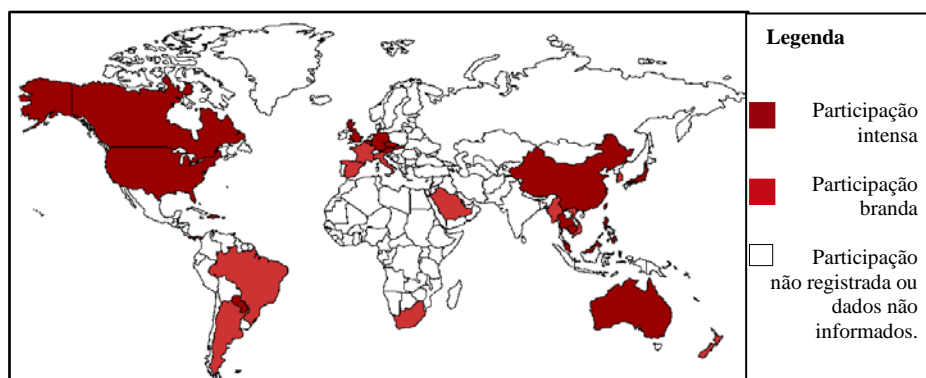 Legenda
Participação
intensa
Participação
branda
Participação
não registrada ou
dados não
informados.